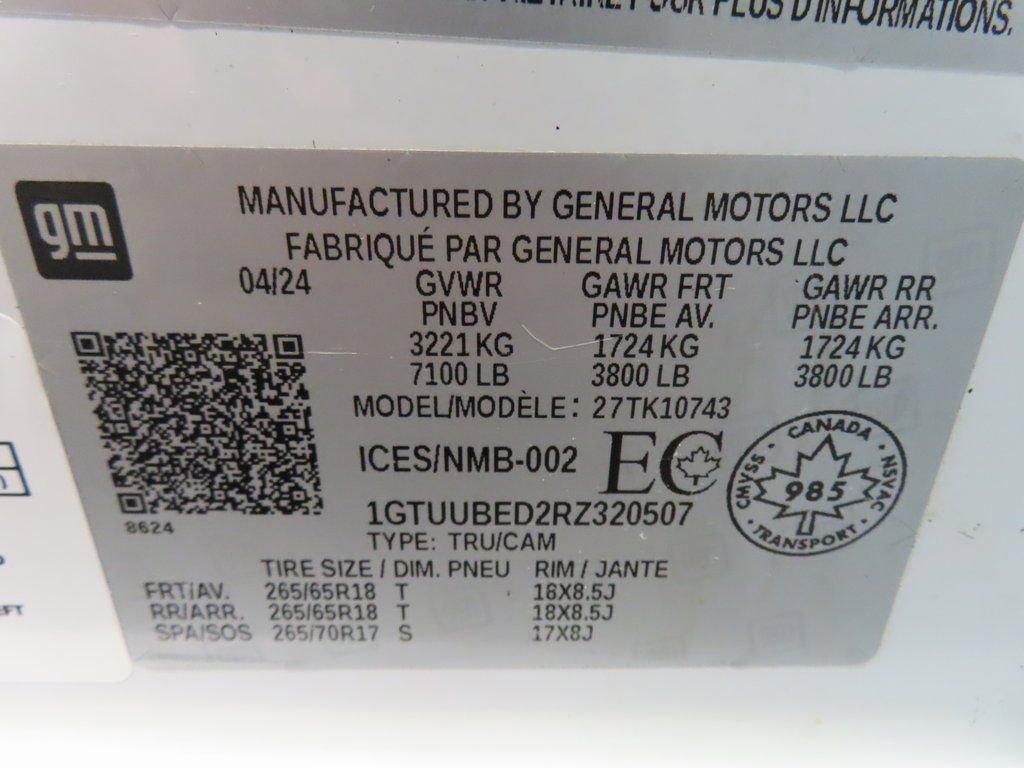 POUR PLUS D'INFORMATIONS.
gm
MANUFACTURED BY GENERAL MOTORS LLC
FABRIQUÉ PAR GENERAL MOTORS LLC
04/24 GVWR GAWR FRT GAWR RR
PNBV PNBE AV. PNBE ARR.
3221 KG 1724 KG 1724 KG
7100 LB 3800 LB 3800 LB
MODEL/MODÈLE: 27TK10743
ICES/NMB-002 EC
CANADA
CMVSS · NSVAC
985
TRANSPORT
8624
1GTUUBED2RZ320507
TYPE: TRU/CAM
TIRE SIZE / DIM. PNEU RIM / JANTE
FRT/AV. 265/65R18 T 18X8.5J
RR/ARR. 265/65R18 T 18X8.5J
SPA/SOS 265/70R17 S 17X8J